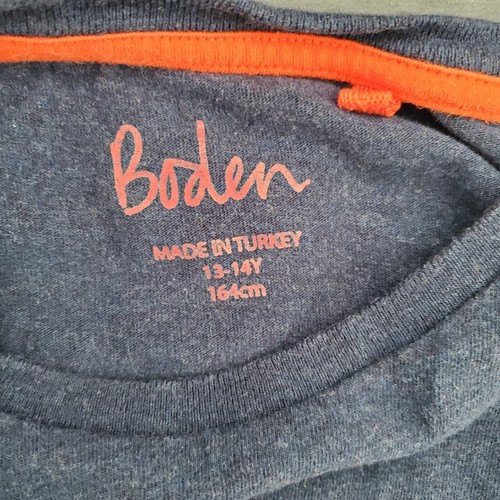 Boden
MADE IN TURKEY
13-14Y
164cm